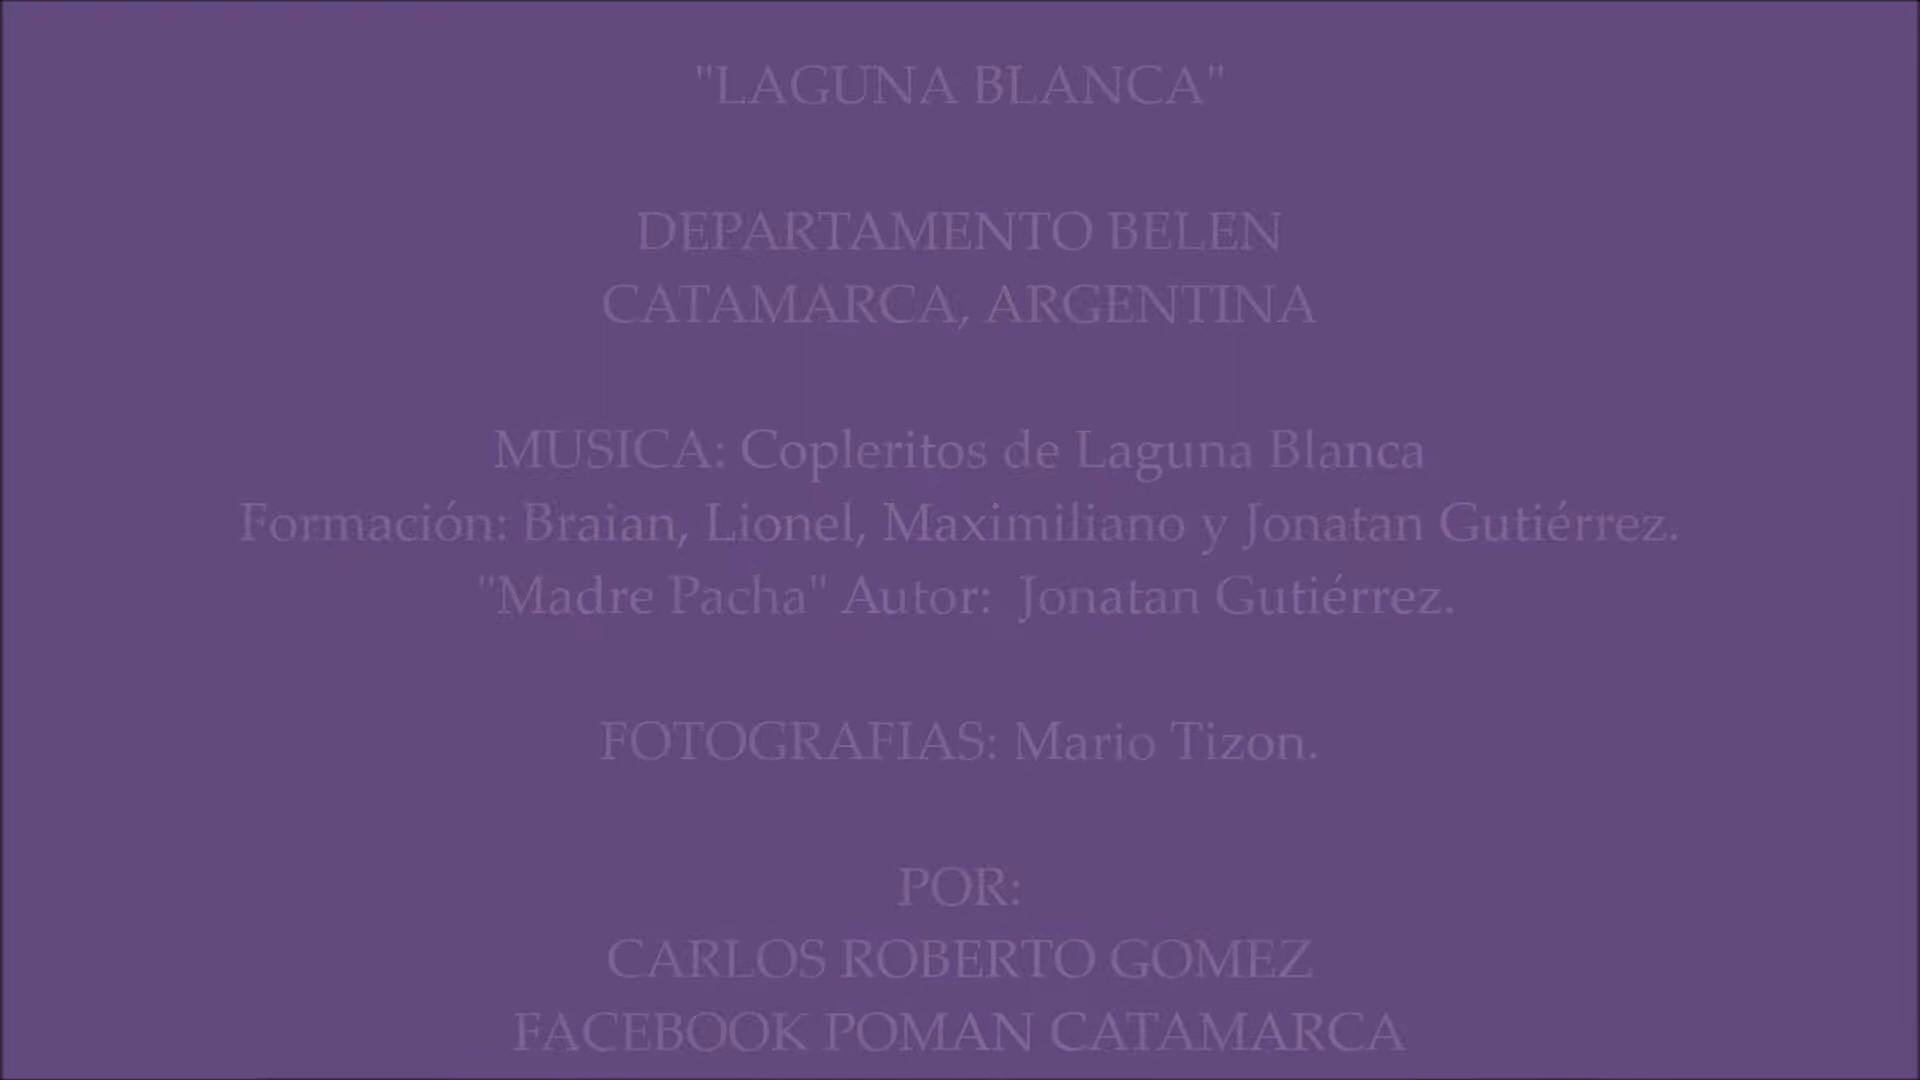 "LAGUNA BLANCA"
DEPARTAMENTO BELEN
CATAMARCA, ARGENTINA
MUSICA: Copleritos de Laguna Blanca
Formación: Braian, Lionel, Maximiliano y Jonatan Gutiérrez.
"Madre Pacha" Autor:  Jonatan Gutiérrez.
FOTOGRAFIAS: Mario Tizon.
POR:
CARLOS ROBERTO GOMEZ
FACEBOOK POMAN CATAMARCA